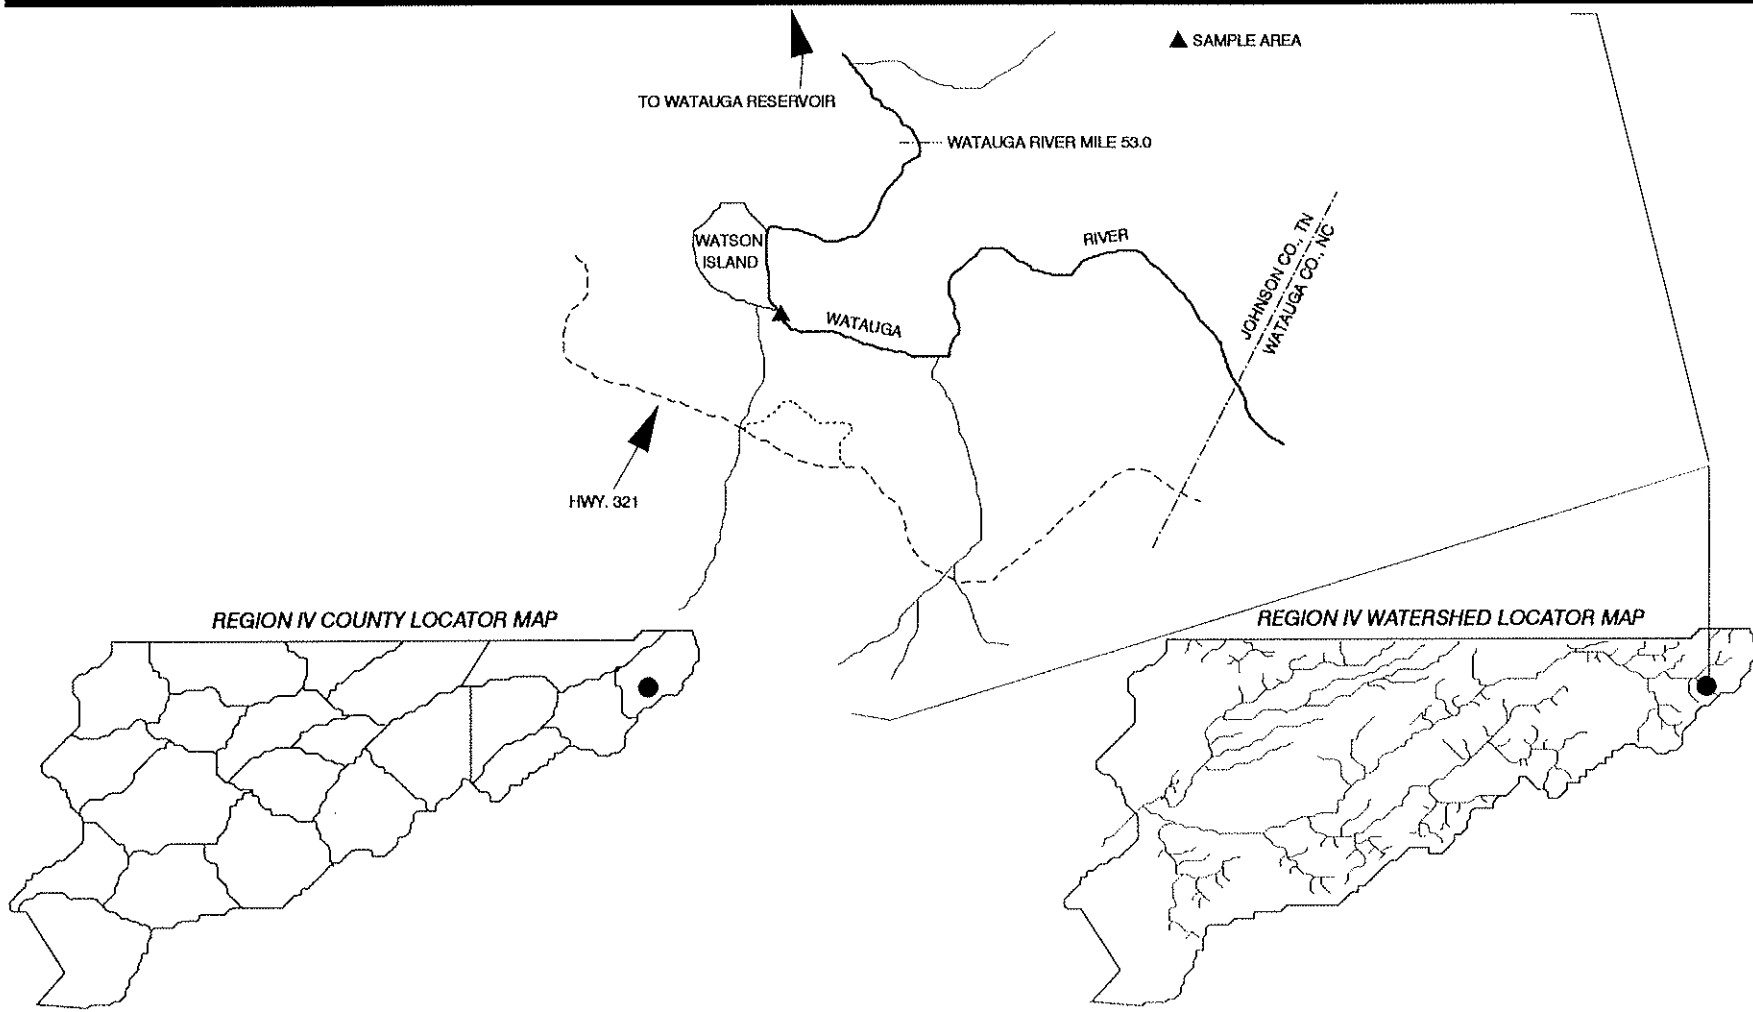 SAMPLE AREA
TO WATAUGA RESERVOIR
WATAUGA RIVER MILE 53.0
WATSON
ISLAND
RIVER
JOHNSON CO., TN
WATAUGA CO., NC
WATAUGA
HWY. 321
REGION IV COUNTY LOCATOR MAP
REGION IV WATERSHED LOCATOR MAP